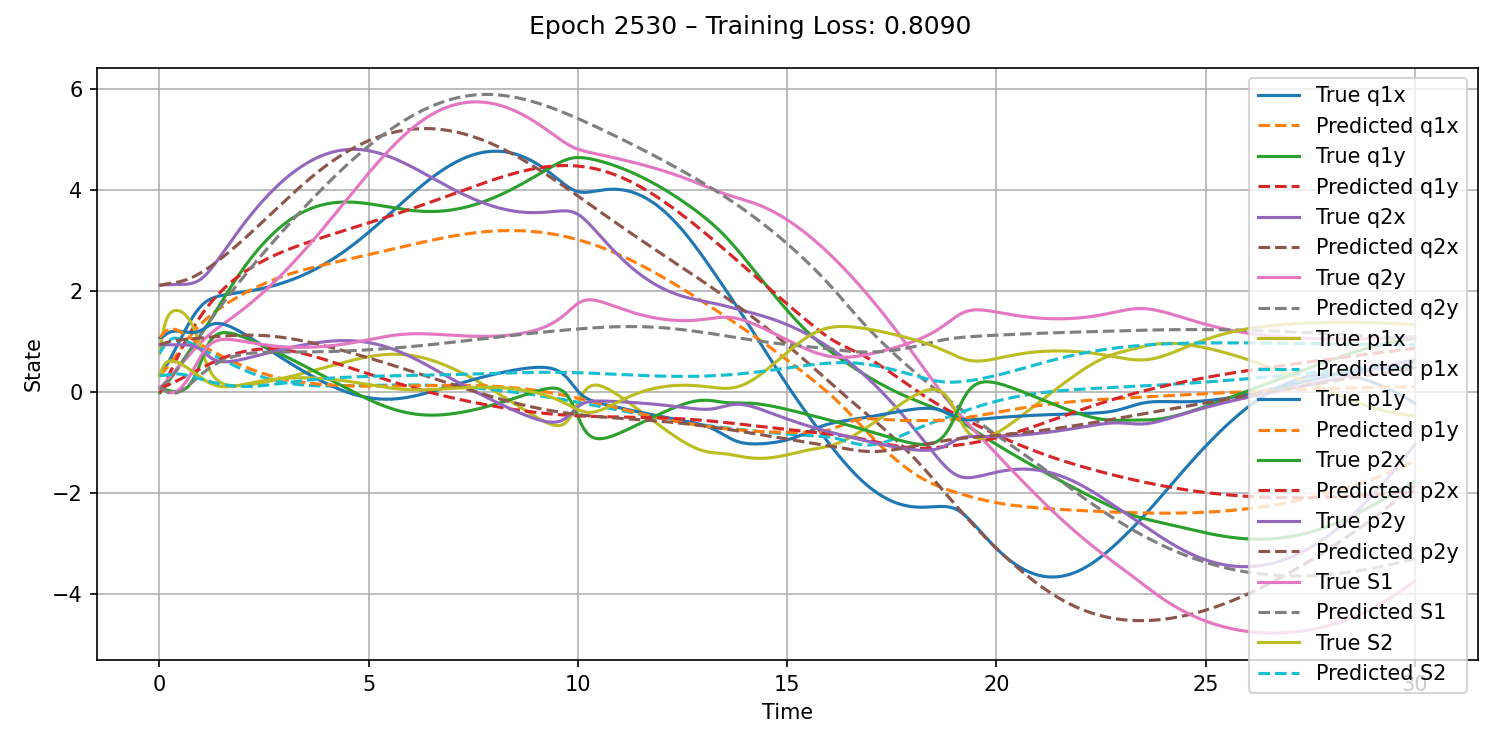 Epoch 2530 – Training Loss: 0.8090
6
4
2
0
−2
−4
State
0
5
10
15
20
25
30
Time
True q1x
Predicted q1x
True q1y
Predicted q1y
True q2x
Predicted q2x
True q2y
Predicted q2y
True p1x
Predicted p1x
True p1y
Predicted p1y
True p2x
Predicted p2x
True p2y
Predicted p2y
True S1
Predicted S1
True S2
Predicted S2